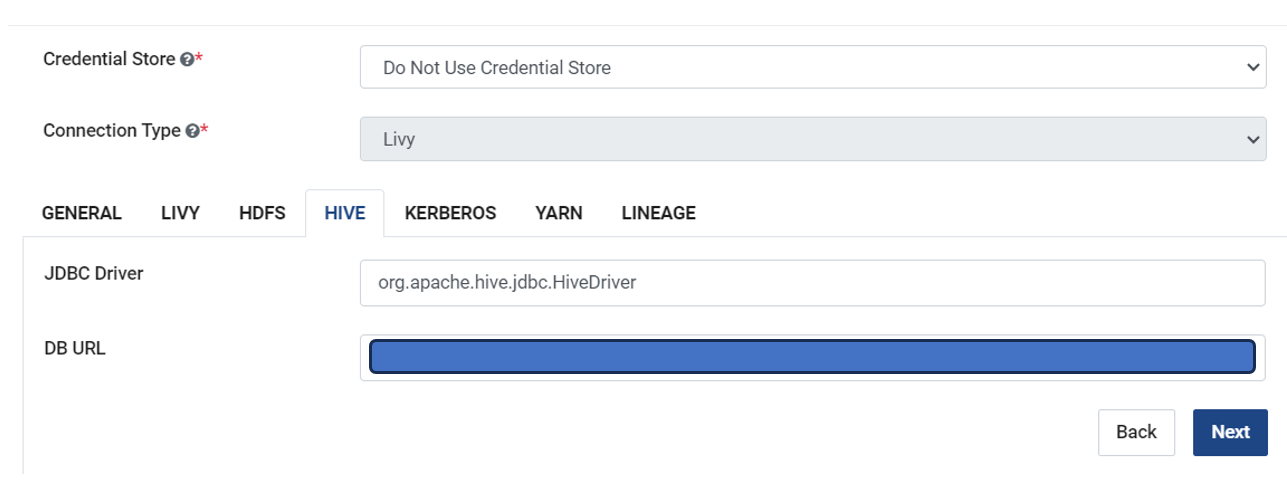 Credential Store ?*
Do Not Use Credential Store
Connection Type ?*
Livy
GENERAL LIVY HDFS HIVE KERBEROS YARN LINEAGE
JDBC Driver
org.apache.hive.jdbc.HiveDriver
DB URL
Back Next